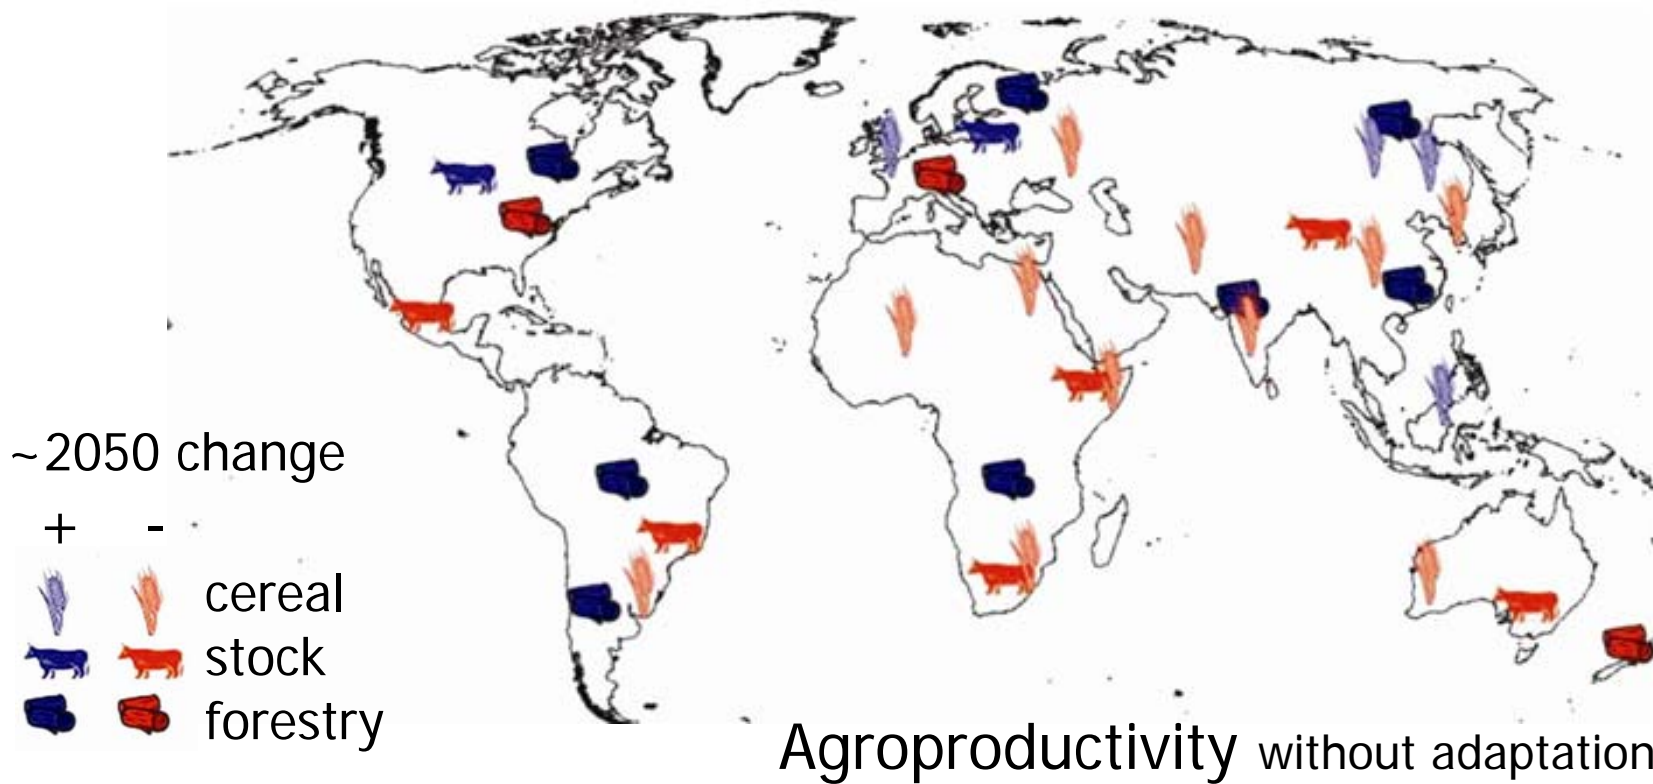 ~2050 change
+ -
cereal
stock
forestry
Agroproductivity without adaptation